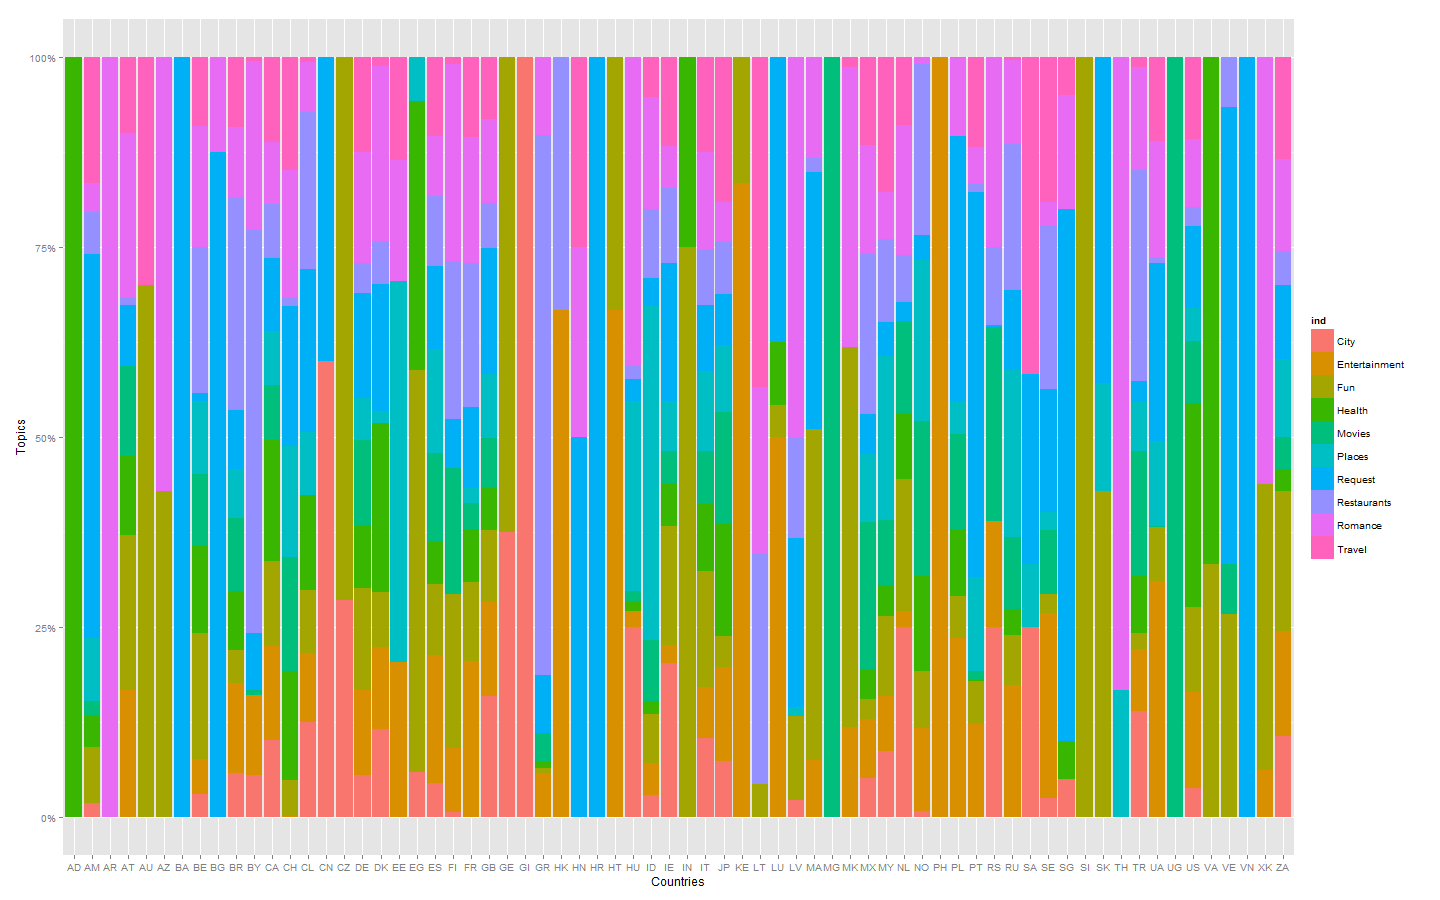 100%
75%
50%
25%
0%
Topics
AD AM AR AT AU AZ BA BE BG BR BY CA CH CL CN CZ DE DK EE EG ES FI FR GB GE GI GR HK HN HR HT HU ID IE IN IT JP KE LT LU LV MA MG MK MX MY NL NO PH PL PT RS RU SA SE SG SI SK TH TR UA UG US VA VE VN XK ZA
Countries
ind
City
Entertainment
Fun
Health
Movies
Places
Request
Restaurants
Romance
Travel